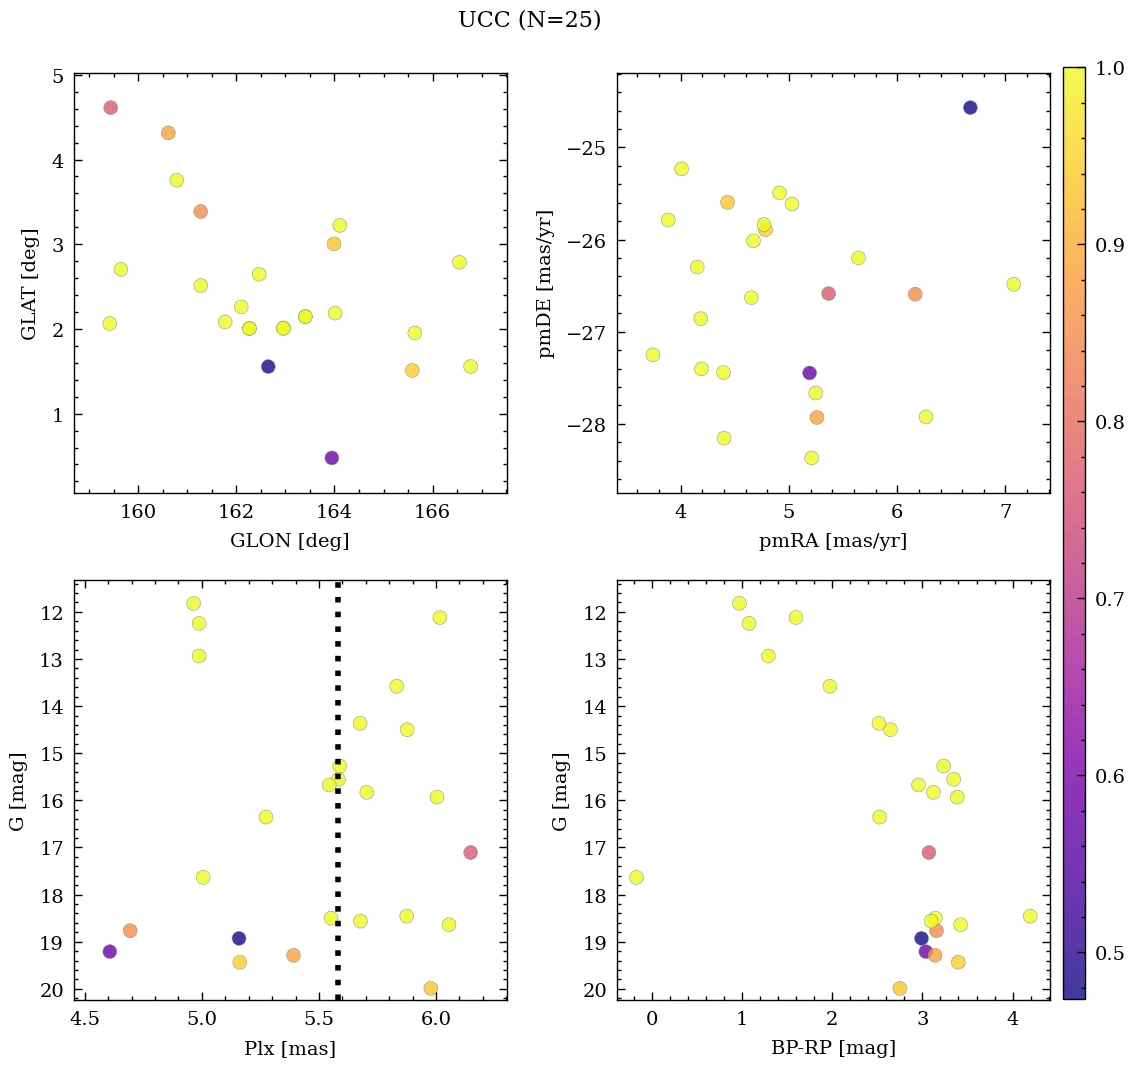 UCC (N=25)
5
4
3
2
1
GLAT [deg]
160 162 164 166
GLON [deg]
−25
−26
−27
−28
pmDE [mas/yr]
4 5 6 7
pmRA [mas/yr]
12
13
14
15
16
17
18
19
20
G [mag]
4.5 5.0 5.5 6.0
Plx [mas]
12
13
14
15
16
17
18
19
20
G [mag]
0 1 2 3 4
BP-RP [mag]
1.0
0.9
0.8
0.7
0.6
0.5